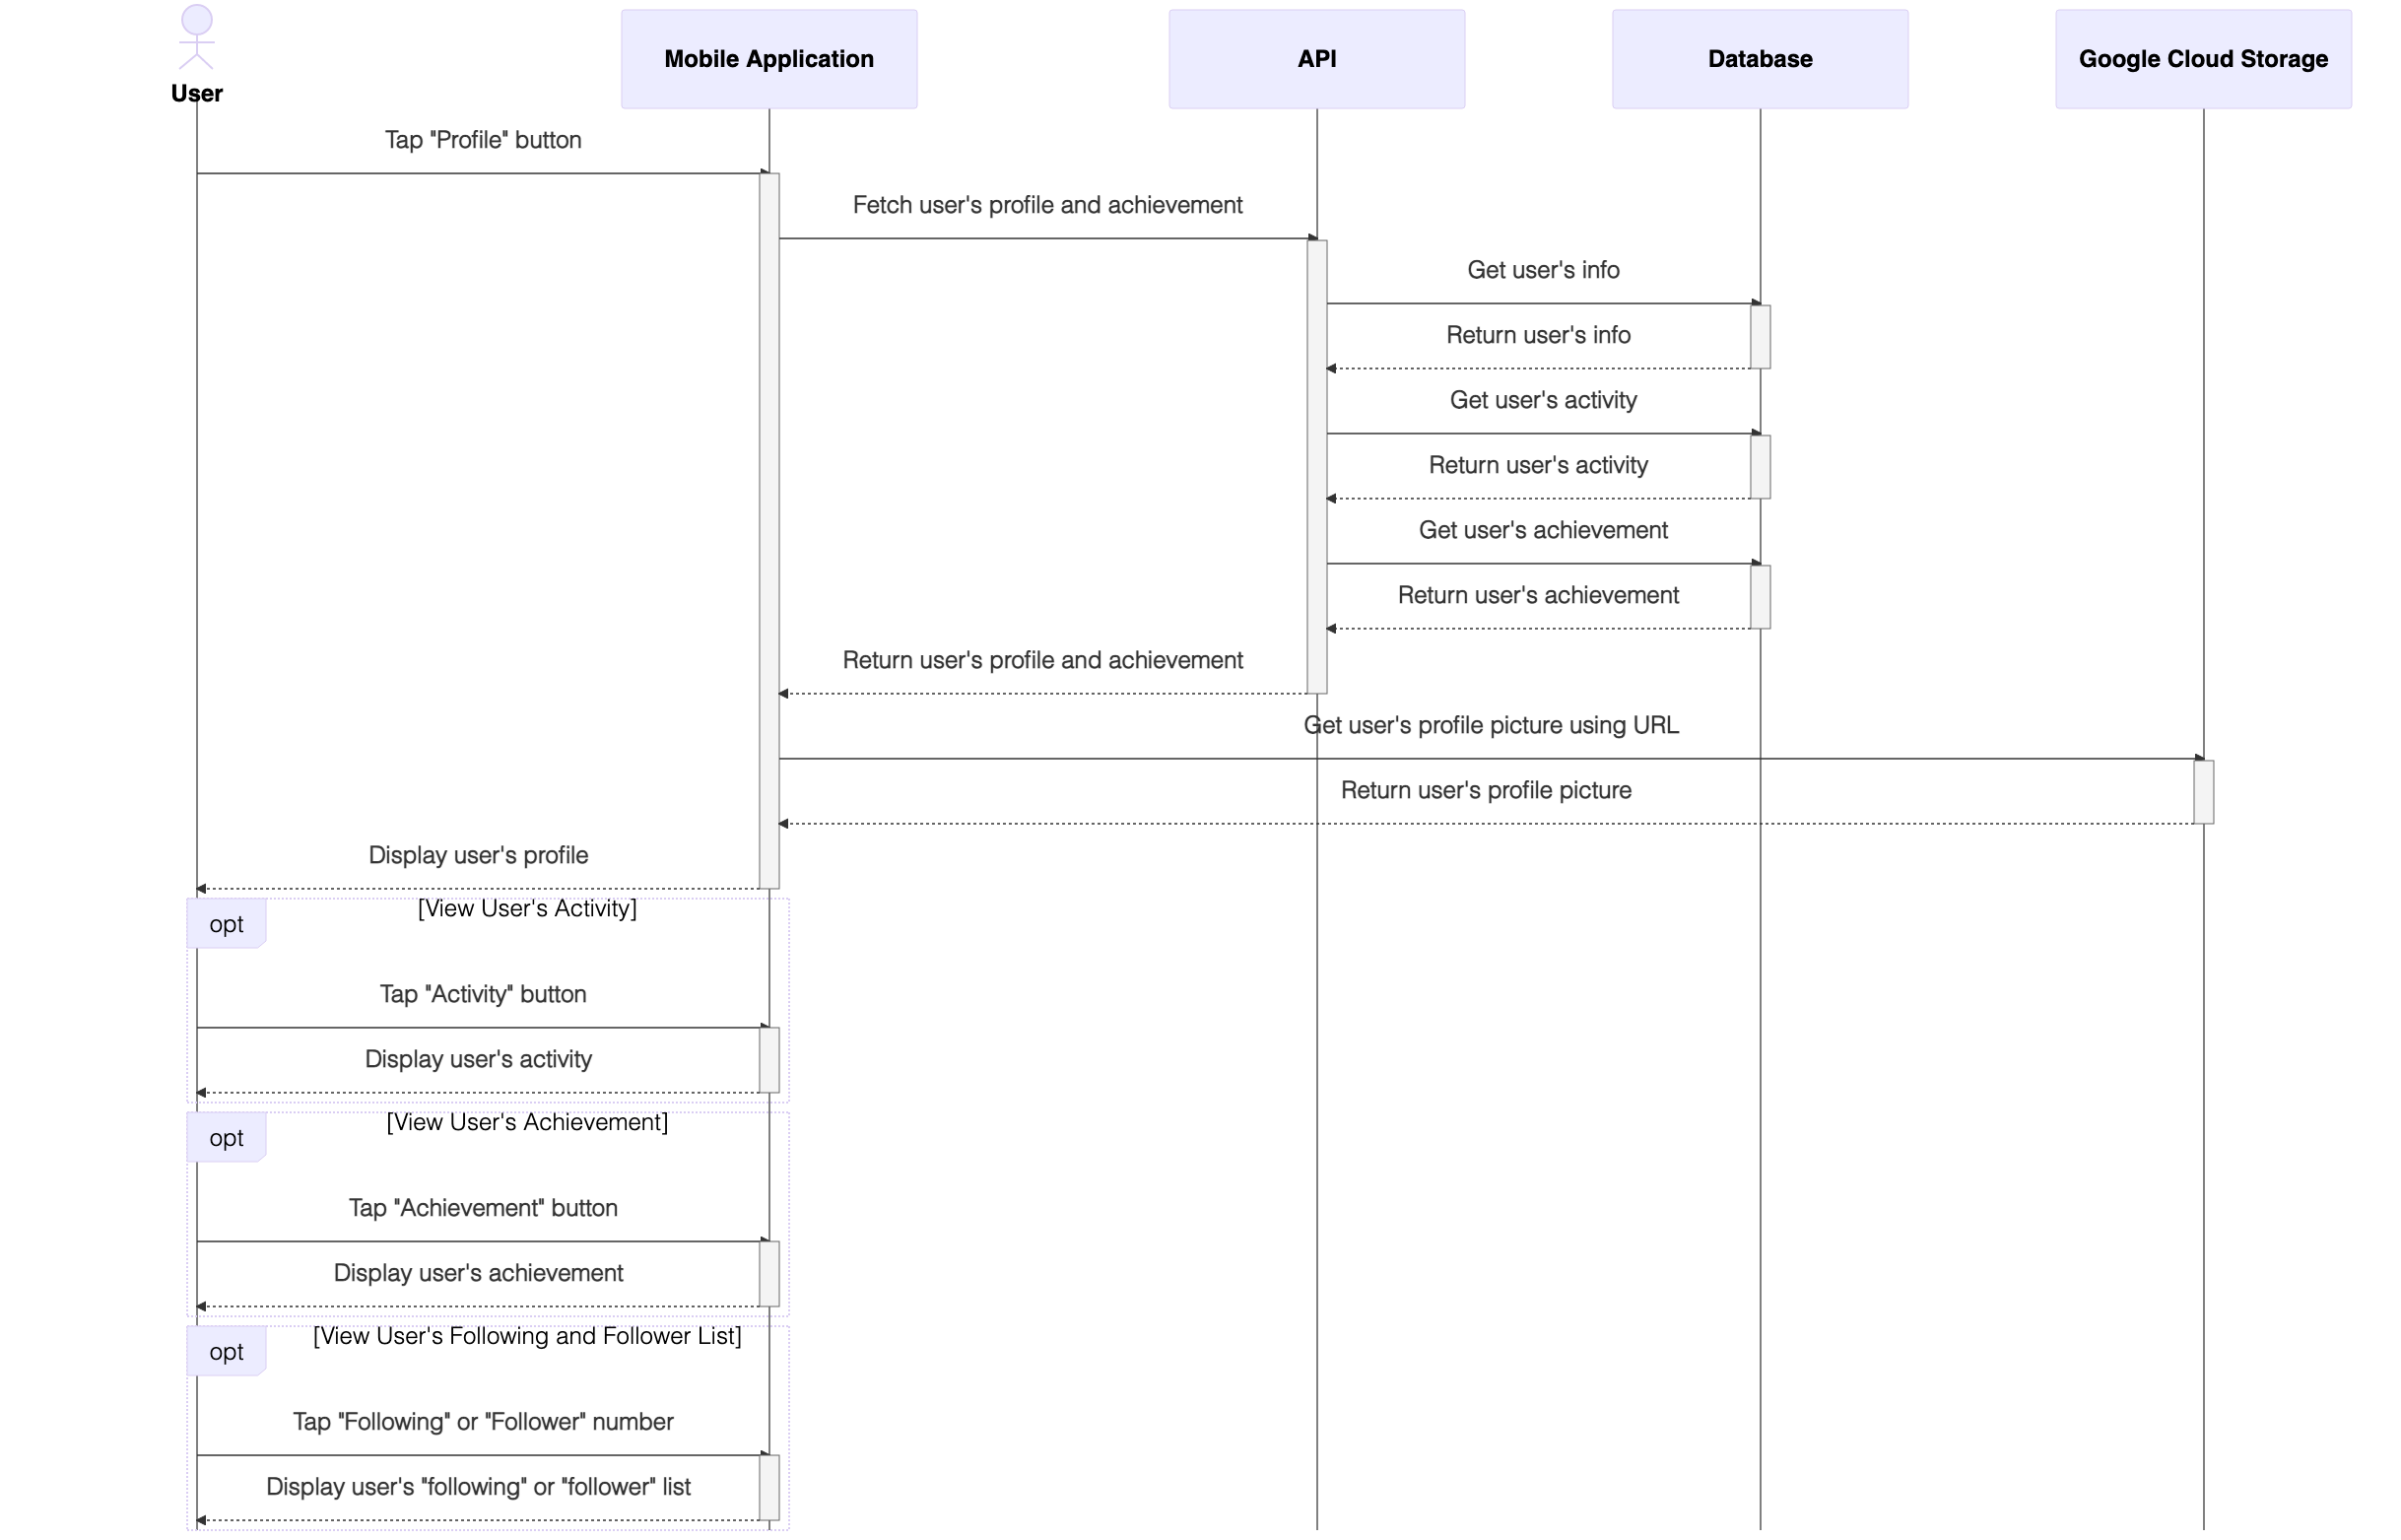 User
Mobile Application
API
Database
Google Cloud Storage
Tap "Profile" button
Fetch user's profile and achievement
Get user's info
Return user's info
Get user's activity
Return user's activity
Get user's achievement
Return user's achievement
Return user's profile and achievement
Get user's profile picture using URL
Return user's profile picture
Display user's profile
opt
[View User's Activity]
Tap "Activity" button
Display user's activity
opt
[View User's Achievement]
Tap "Achievement" button
Display user's achievement
opt
[View User's Following and Follower List]
Tap "Following" or "Follower" number
Display user's "following" or "follower" list